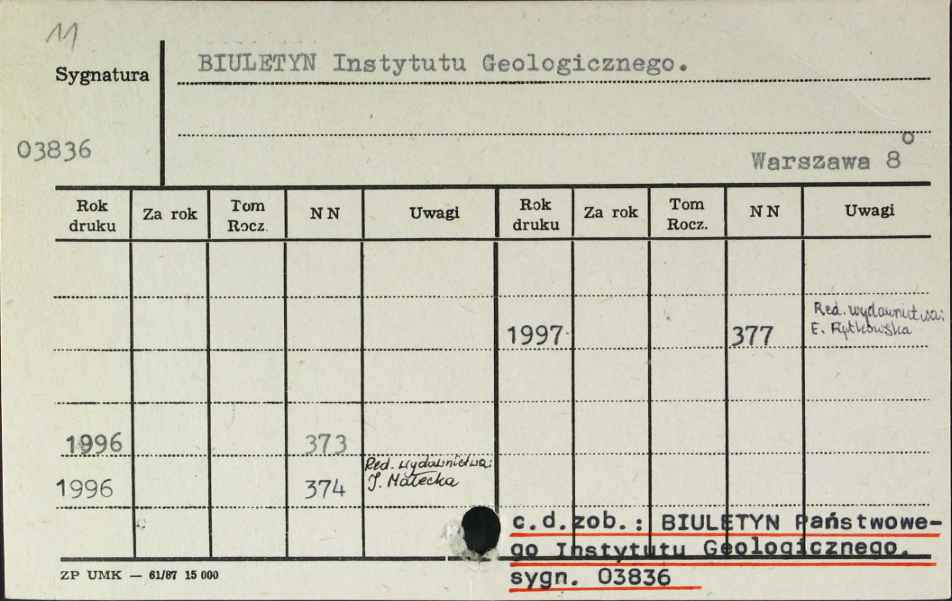 M
BIULETYN Instytutu Geologicznego.
Sygnatura
03836
Warszawa 8°
Rok druku Za rok Tom Rocz. NN Uwagi Rok druku Za rok Tom Rocz. NN Uwagi
1997 377 Red. wydawnictwa: E. Rytkowska
1996 373
1996 374 Red. wydawnictwa: J. Małecka
c.d.zob.: BIULETYN Państwowe-
go Instytutu Geologicznego.
sygn. 03836
ZP UMK — 61/87 15 000